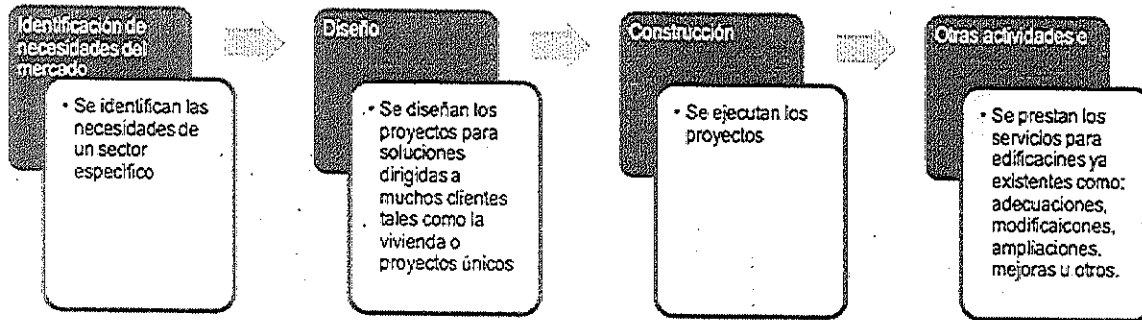 Identificación de
necesidades del
mercado
• Se identifican las
necesidades de
un sector
especifico
Diseño
• Se diseñan los
proyectos para
soluciones
dirigidas a
muchos clientes
tales como la
vivienda o
proyectos únicos
Construcción
• Se ejecutan los
proyectos
Otras actividades e
• Se prestan los
servicios para
edificacines ya
existentes como:
adecuaciones,
modificaicones,
ampliaciones,
mejoras u otros.